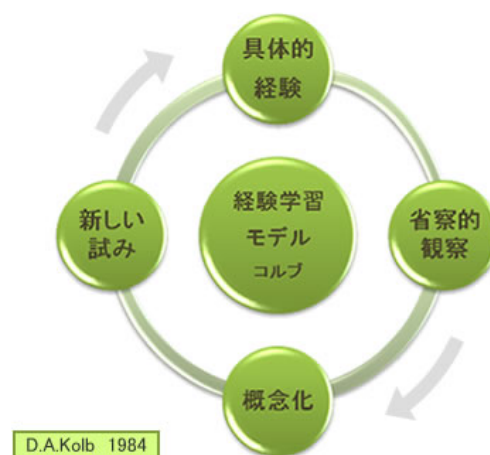 具体的
経験
新しい
試み
経験学習
モデル
コルブ
省察的
観察
概念化
D.A.Kolb 1984